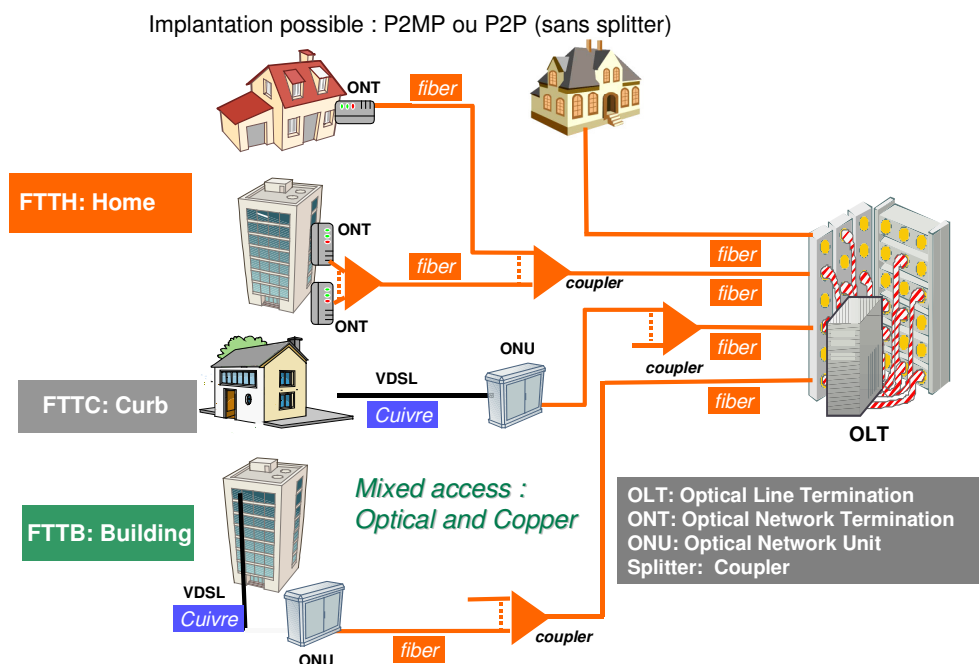 Implantation possible : P2MP ou P2P (sans splitter)
ONT
fiber
FTTH: Home
ONT
fiber
ONT
coupler
fiber
fiber
fiber
fiber
coupler
ONU
VDSL
Cuivre
FTTC: Curb
OLT
Mixed access :
Optical and Copper
FTTB: Building
VDSL
Cuivre
ONU
fiber
coupler
OLT: Optical Line Termination
ONT: Optical Network Termination
ONU: Optical Network Unit
Splitter: Coupler